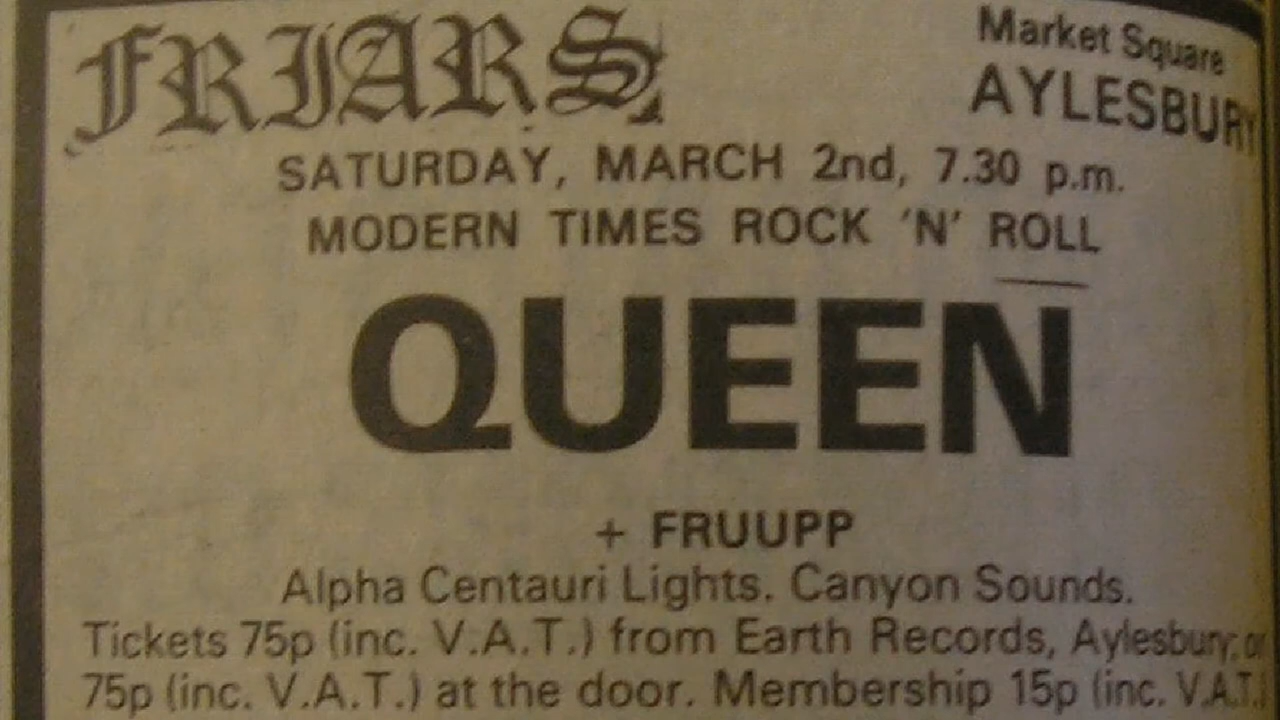 FRIARS
Market Square
AYLESBURY
SATURDAY, MARCH 2nd, 7.30 p.m.
MODERN TIMES ROCK 'N' ROLL
QUEEN
+ FRUUPP
Alpha Centauri Lights. Canyon Sounds.
Tickets 75p (inc. V.A.T.) from Earth Records, Aylesbury, or
75p (inc. V.A.T.) at the door. Membership 15p (inc. V.A.T.)